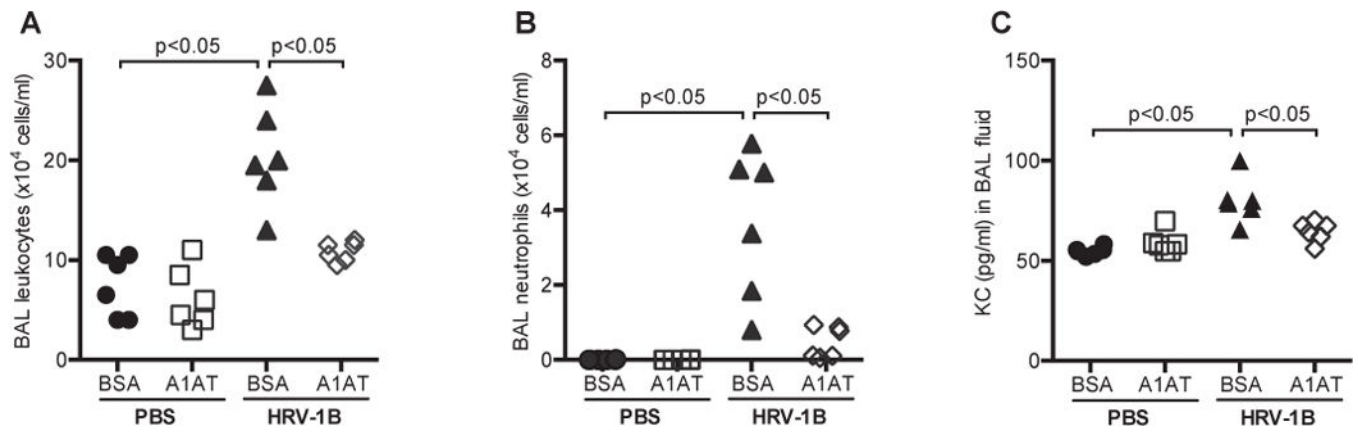 A
p<0.05
p<0.05
BAL leukocytes (x10⁴ cells/ml)
30
20
10
0
BSA A1AT BSA A1AT
PBS HRV-1B
B
p<0.05
p<0.05
BAL neutrophils (x10⁴ cells/ml)
8
6
4
2
0
BSA A1AT BSA A1AT
PBS HRV-1B
C
p<0.05
p<0.05
KC (pg/ml) in BAL fluid
150
100
50
0
BSA A1AT BSA A1AT
PBS HRV-1B